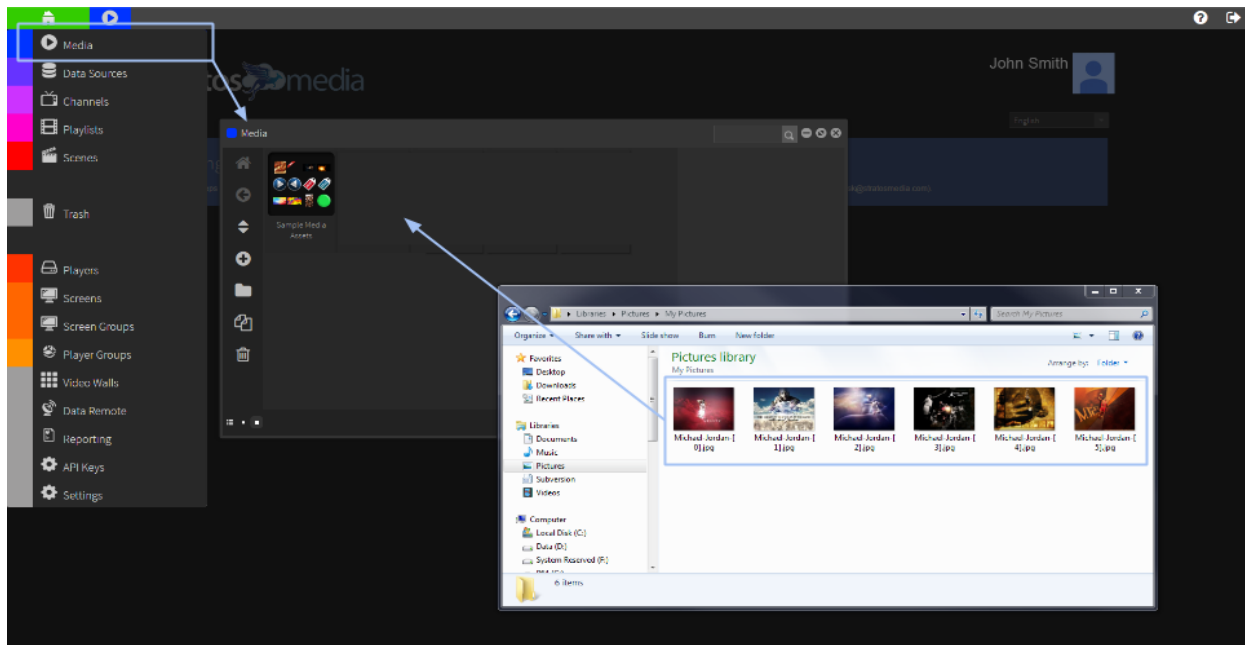 Media
Data Sources
Channels
Playlists
Scenes
Trash
Players
Screens
Screen Groups
Player Groups
Video Walls
Data Remote
Reporting
API Keys
Settings
media
John Smith
English
Media
Sample Media
Assets
Libraries Pictures My Pictures
Search My Pictures
Organize Share with Slide show Burn New folder
Favorites
Desktop
Downloads
Recent Places
Libraries
Documents
Music
Pictures
Subversion
Videos
Computer
Local Disk (C:)
Data (D:)
System Reserved (F:)
Pictures library
My Pictures
Arrange by: Folder
Michael-Jordan-[
0].jpg
Michael-Jordan-[
1].jpg
Michael-Jordan-[
2].jpg
Michael-Jordan-[
3].jpg
Michael-Jordan-[
4].jpg
Michael-Jordan-[
5].jpg
6 items